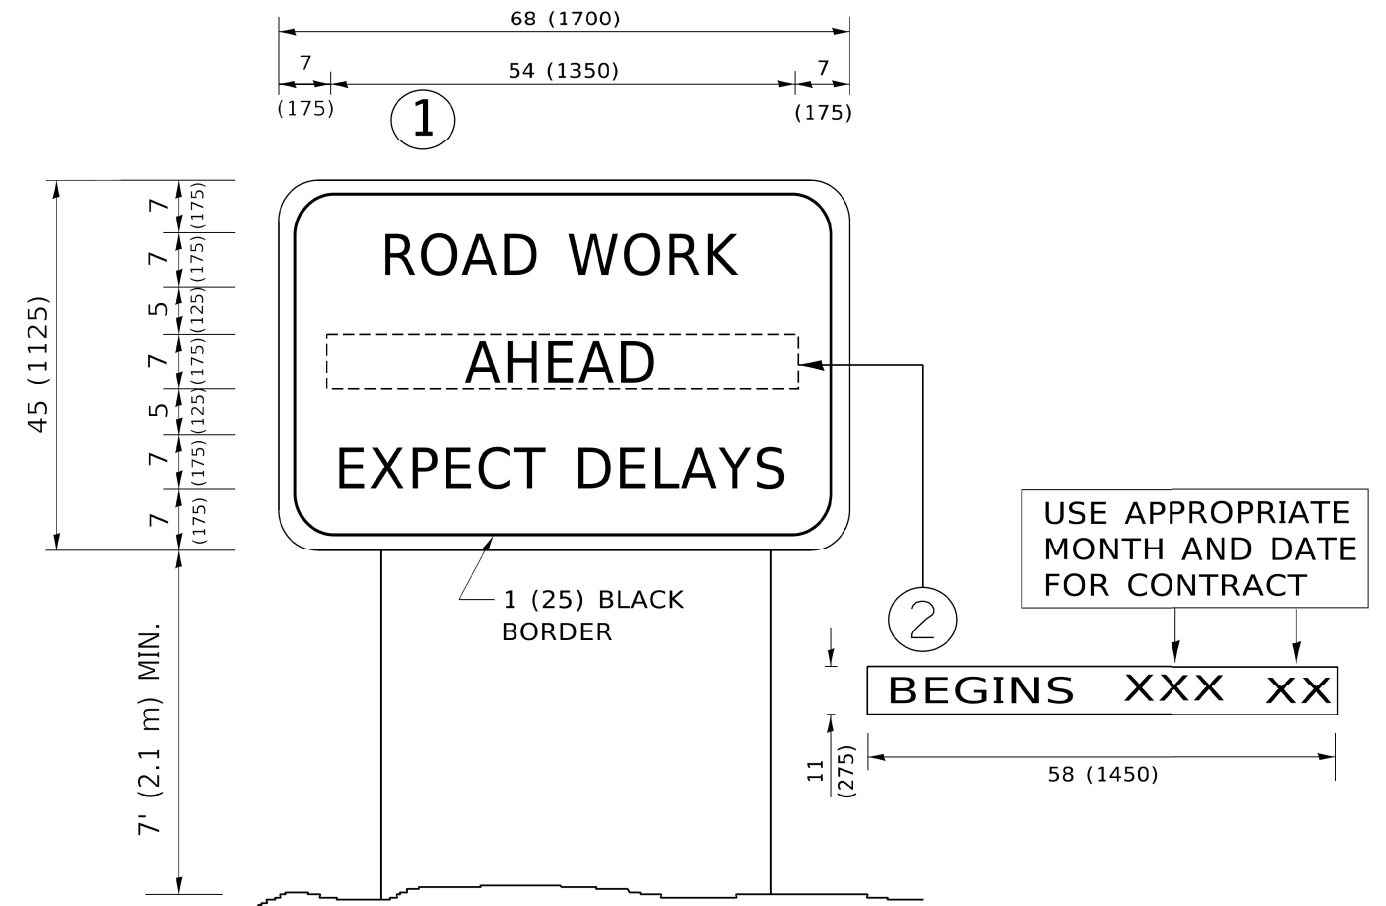 68 (1700)
7
54 (1350)
7
(175)
(175)
1
7 (175)
7 (175)
5 (125)
7 (175)
5 (125)
7 (175)
7 (175)
45 (1125)
ROAD WORK
AHEAD
EXPECT DELAYS
1 (25) BLACK
BORDER
7' (2.1 m) MIN.
USE APPROPRIATE
MONTH AND DATE
FOR CONTRACT
2
BEGINS XXX XX
11
(275)
58 (1450)